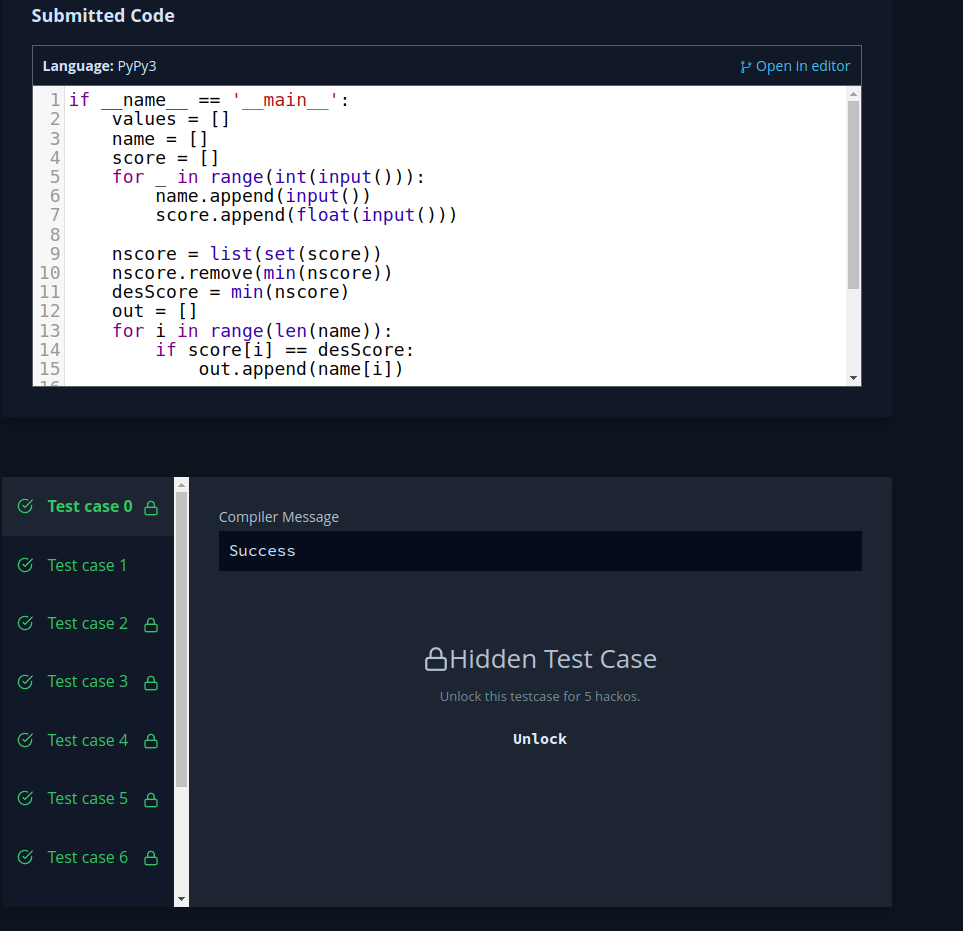 Submitted Code
Language: PyPy3
Open in editor
1 if __name__ == '__main__':
2     values = []
3     name = []
4     score = []
5     for _ in range(int(input())):
6         name.append(input())
7         score.append(float(input()))
8
9     nscore = list(set(score))
10     nscore.remove(min(nscore))
11     desScore = min(nscore)
12     out = []
13     for i in range(len(name)):
14         if score[i] == desScore:
15             out.append(name[i])
Test case 0
Test case 1
Test case 2
Test case 3
Test case 4
Test case 5
Test case 6
Compiler Message
Success
Hidden Test Case
Unlock this testcase for 5 hackos.
Unlock